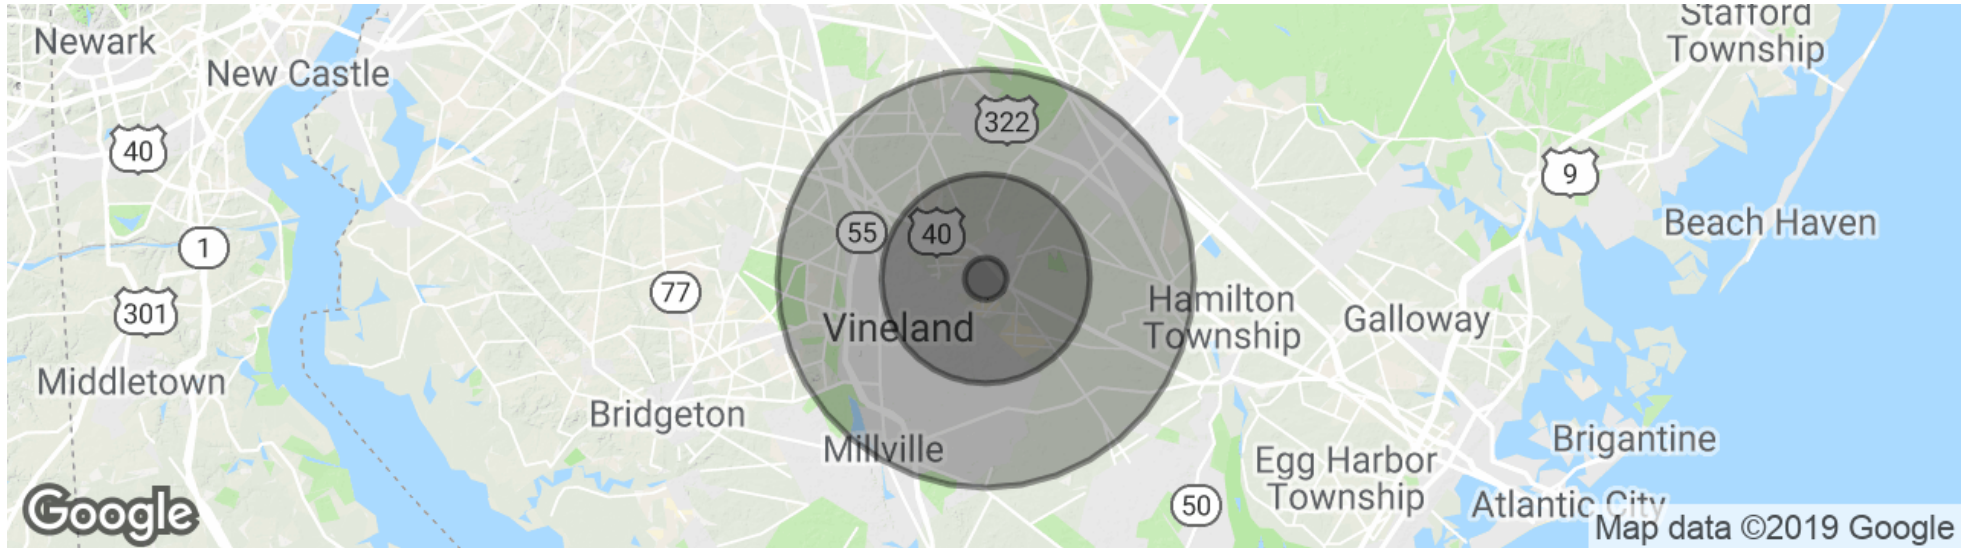 Stafford
Township
Newark
New Castle
322
40
9
Beach Haven
55
40
1
77
301
Hamilton
Township
Galloway
Vineland
Middletown
Bridgeton
Millville
Brigantine
Egg Harbor
Township
50
Atlantic City
Google
Map data ©2019 Google